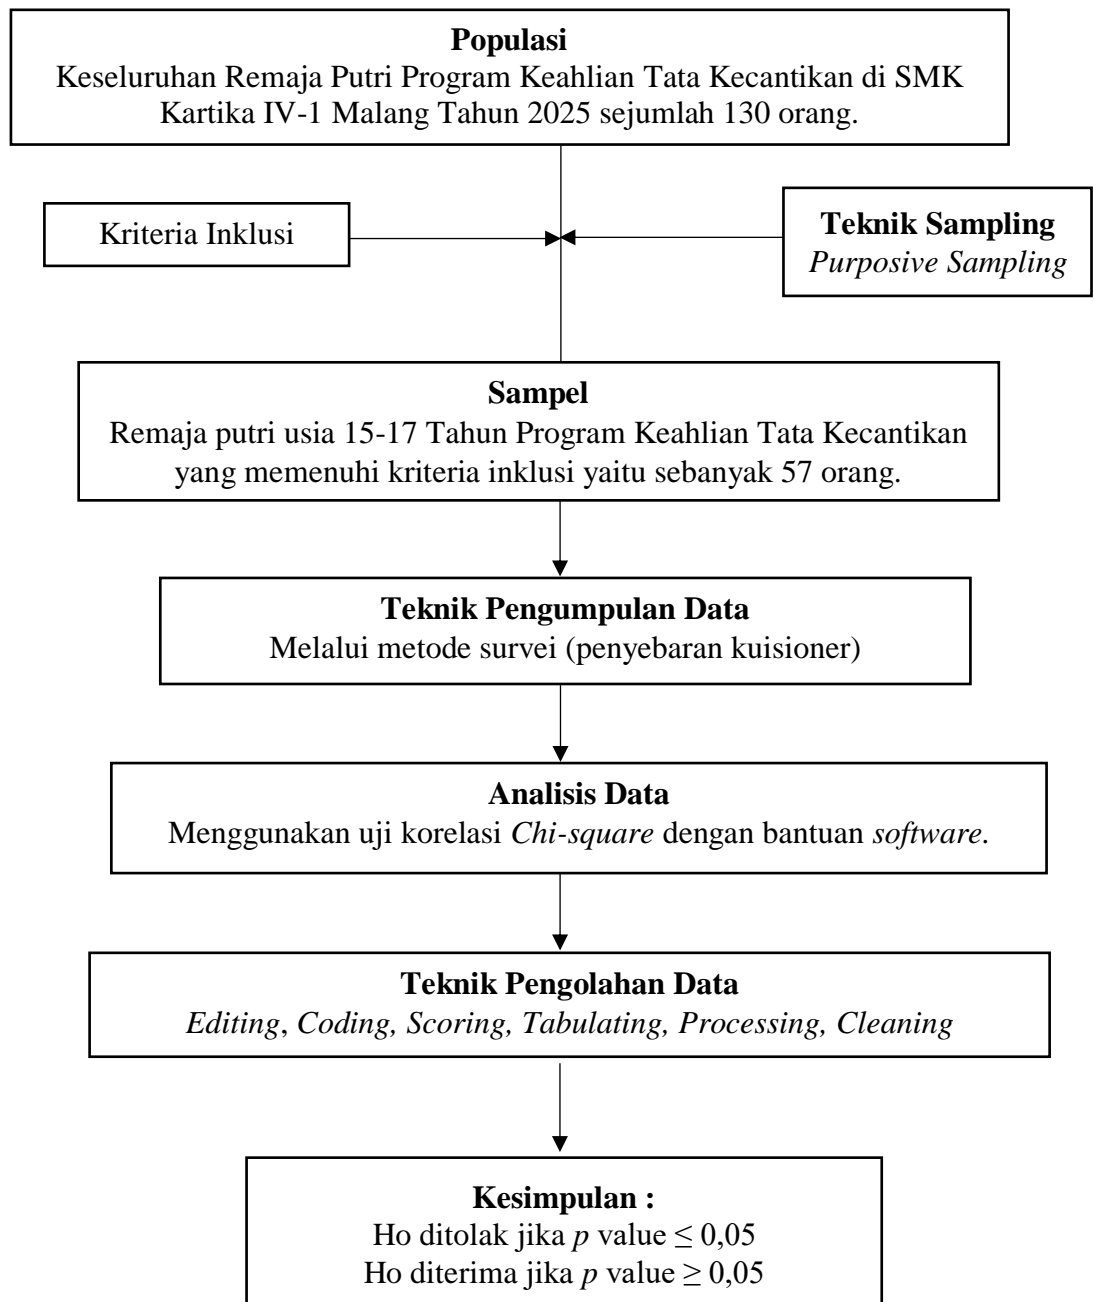 Populasi
Keseluruhan Remaja Putri Program Keahlian Tata Kecantikan di SMK
Kartika IV-1 Malang Tahun 2025 sejumlah 130 orang.
Kriteria Inklusi
Teknik Sampling
Purposive Sampling
Sampel
Remaja putri usia 15-17 Tahun Program Keahlian Tata Kecantikan
yang memenuhi kriteria inklusi yaitu sebanyak 57 orang.
Teknik Pengumpulan Data
Melalui metode survei (penyebaran kuisioner)
Analisis Data
Menggunakan uji korelasi Chi-square dengan bantuan software.
Teknik Pengolahan Data
Editing, Coding, Scoring, Tabulating, Processing, Cleaning
Kesimpulan :
Ho ditolak jika p value ≤ 0,05
Ho diterima jika p value ≥ 0,05